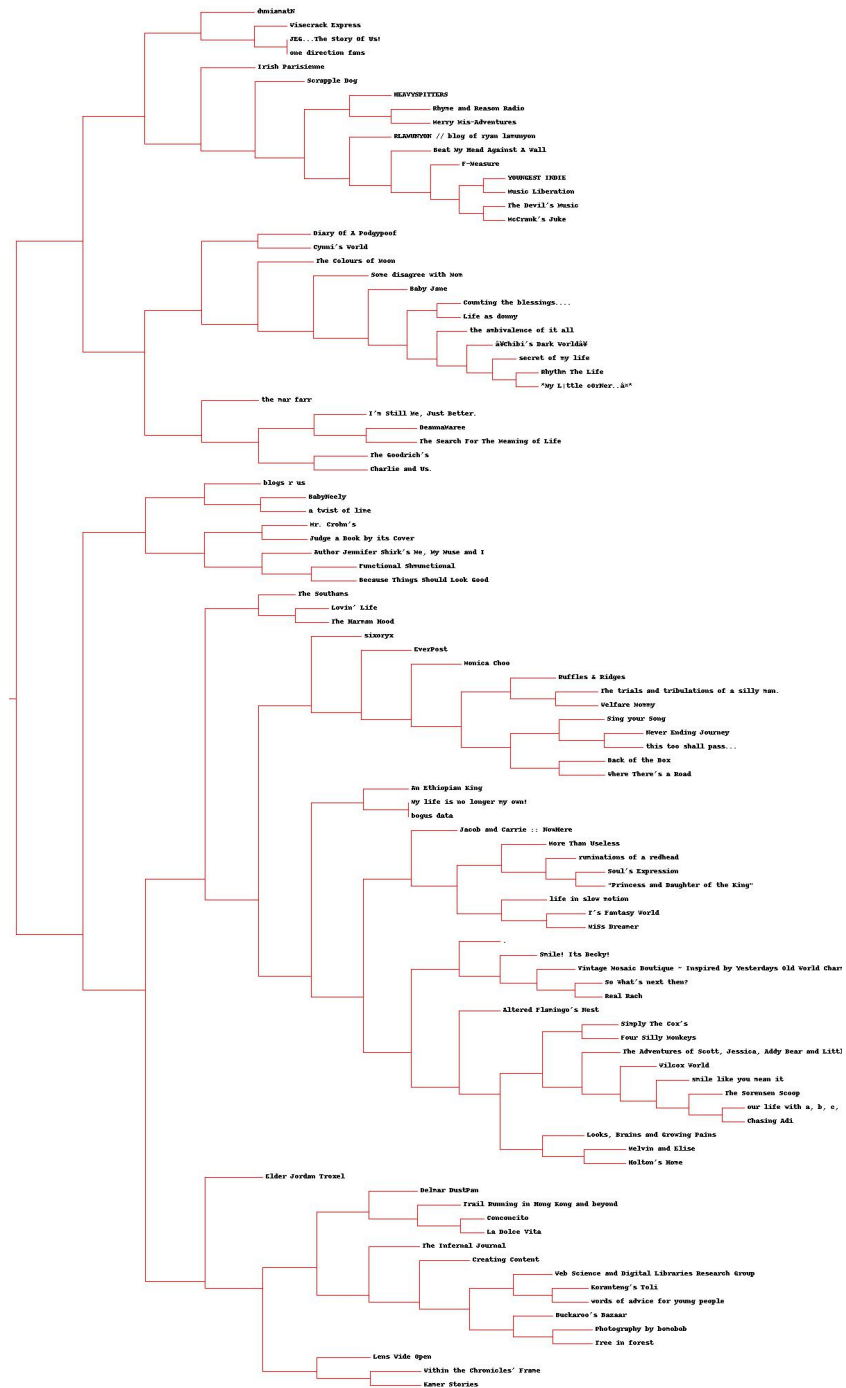 duniamatN
Wisecrack Express
JEG...The Story Of Us!
one direction fans
Irish Parisienne
Scrapple Dog
HEAVYSPITTERS
Rhyme and Reason Radio
Merry Mis-Adventures
RLAWUNYON // blog of ryan lawunyon
Beat My Head Against A Wall
F-Measure
YOUNGEST INDIE
Music Liberation
The Devil's Music
McCrank's Juke
Diary Of A Podgypoof
Cynni's World
The Colours of Moon
Some disagree with Mom
Baby Jane
Counting the blessings....
Life as donny
the ambivalence of it all
â¥Chibi's Dark Worldâ¥
secret of my life
Rhythm The Life
*My L|ttle c0rNer..â¤*
the mar farr
I'm Still Me, Just Better.
DeannaMaree
The Search For The Meaning of Life
The Goodrich's
Charlie and Us.
blogs r us
BabyNeely
a twist of lime
Mr. Crohn's
Judge a Book by its Cover
Author Jennifer Shirk's Me, My Muse and I
Functional Shmunctional
Because Things Should Look Good
The Southams
Lovin' Life
The Harman Hood
sixoryx
EverPost
Monica Choo
Ruffles & Ridges
The trials and tribulations of a silly man.
Welfare Mommy
Sing your Song
Never Ending Journey
this too shall pass...
Back of the Box
Where There's a Road
An Ethiopian King
My life is no longer my own!
bogus data
Jacob and Carrie :: NowHere
More Than Useless
ruminations of a redhead
Soul's Expression
"Princess and Daughter of the King"
life in slow motion
I's Fantasy World
MiSs Dreamer
.
Smile! Its Becky!
Vintage Mosaic Boutique ~ Inspired by Yesterdays Old World Char
So What's next then?
Real Rach
Altered Flamingo's Nest
Simply The Cox's
Four Silly Monkeys
The Adventures of Scott, Jessica, Addy Bear and Littl
Wilcox World
smile like you mean it
The Sorensen Scoop
our life with a, b, c,
Chasing Adi
Looks, Brains and Growing Pains
Melvin and Elise
Holton's Home
Elder Jordan Troxel
Delmar DustPan
Trail Running in Hong Kong and beyond
Conconcito
La Dolce Vita
The Infernal Journal
Creating Content
Web Science and Digital Libraries Research Group
Koranteng's Toli
words of advice for young people
Buckaroo's Bazaar
Photography by bomobob
Free in forest
Lens Wide Open
Within the Chronicles' Frame
Kamer Stories